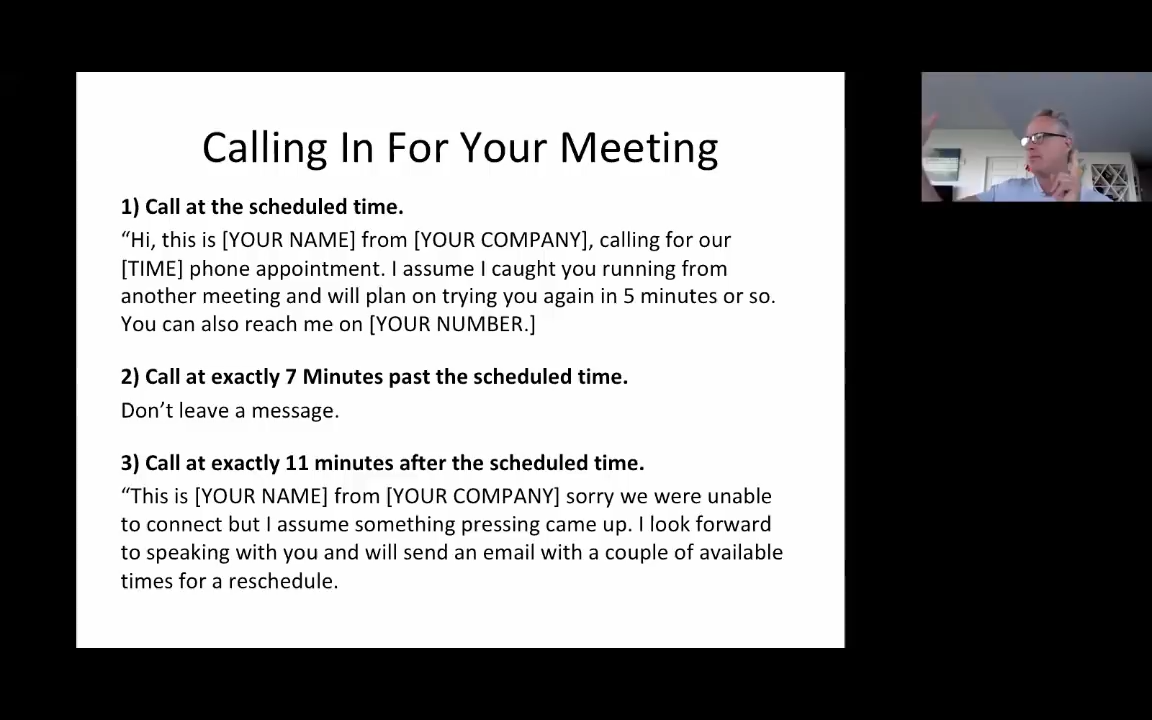 Calling In For Your Meeting
1) Call at the scheduled time.
“Hi, this is [YOUR NAME] from [YOUR COMPANY], calling for our
[TIME] phone appointment. I assume I caught you running from
another meeting and will plan on trying you again in 5 minutes or so.
You can also reach me on [YOUR NUMBER.]
2) Call at exactly 7 Minutes past the scheduled time.
Don’t leave a message.
3) Call at exactly 11 minutes after the scheduled time.
“This is [YOUR NAME] from [YOUR COMPANY] sorry we were unable
to connect but I assume something pressing came up. I look forward
to speaking with you and will send an email with a couple of available
times for a reschedule.